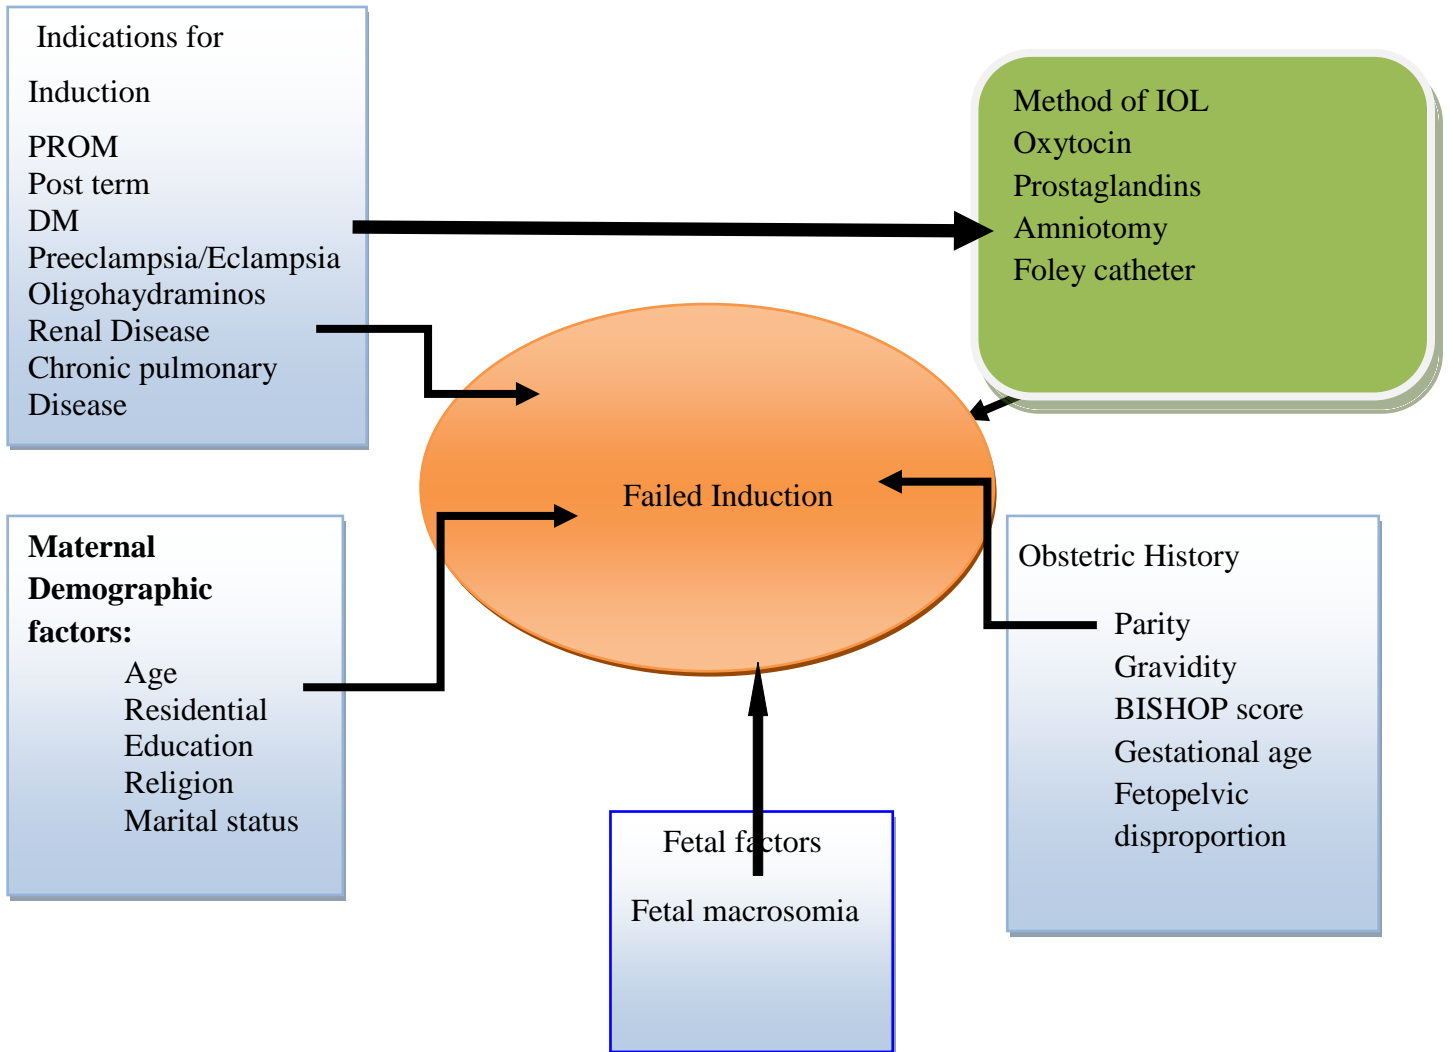 Indications for
Induction
PROM
Post term
DM
Preeclampsia/Eclampsia
Oligohaydraminos
Renal Disease
Chronic pulmonary
Disease
Method of IOL
Oxytocin
Prostaglandins
Amniotomy
Foley catheter
Failed Induction
Maternal
Demographic
factors:
Age
Residential
Education
Religion
Marital status
Obstetric History
Parity
Gravidity
BISHOP score
Gestational age
Fetopelvic
disproportion
Fetal factors
Fetal macrosomia